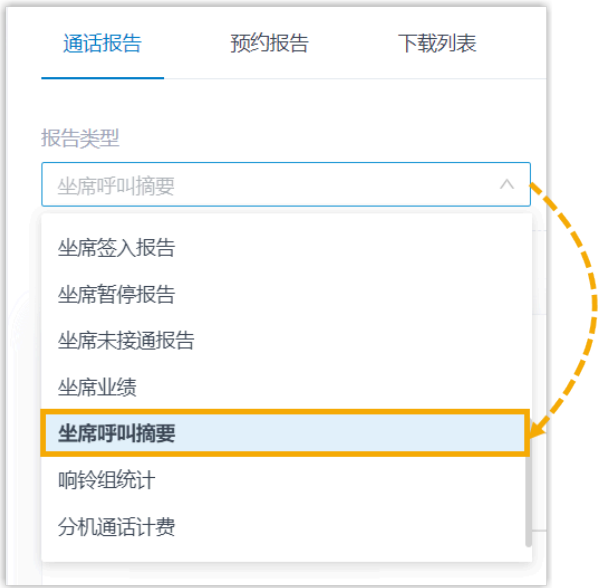 通话报告 预约报告 下载列表
报告类型
坐席呼叫摘要
坐席签入报告
坐席暂停报告
坐席未接通报告
坐席业绩
坐席呼叫摘要
响铃组统计
分机通话计费